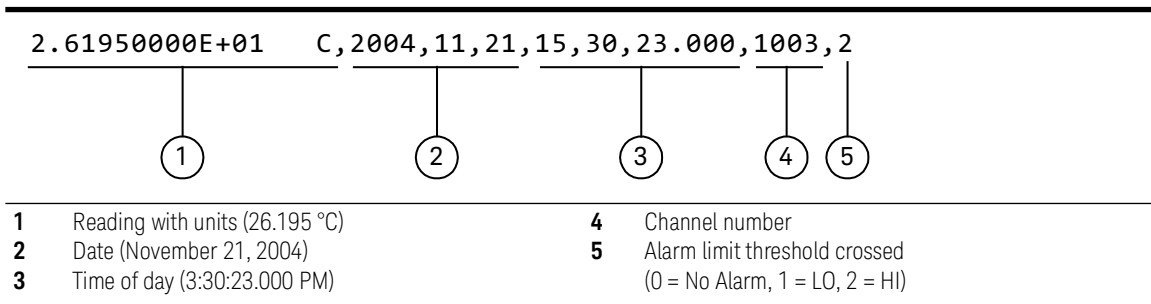 2.61950000E+01 C,2004,11,21,15,30,23.000,1003,2
1 2 3 4 5
1 Reading with units (26.195 °C)
2 Date (November 21, 2004)
3 Time of day (3:30:23.000 PM)
4 Channel number
5 Alarm limit threshold crossed
(0 = No Alarm, 1 = LO, 2 = HI)